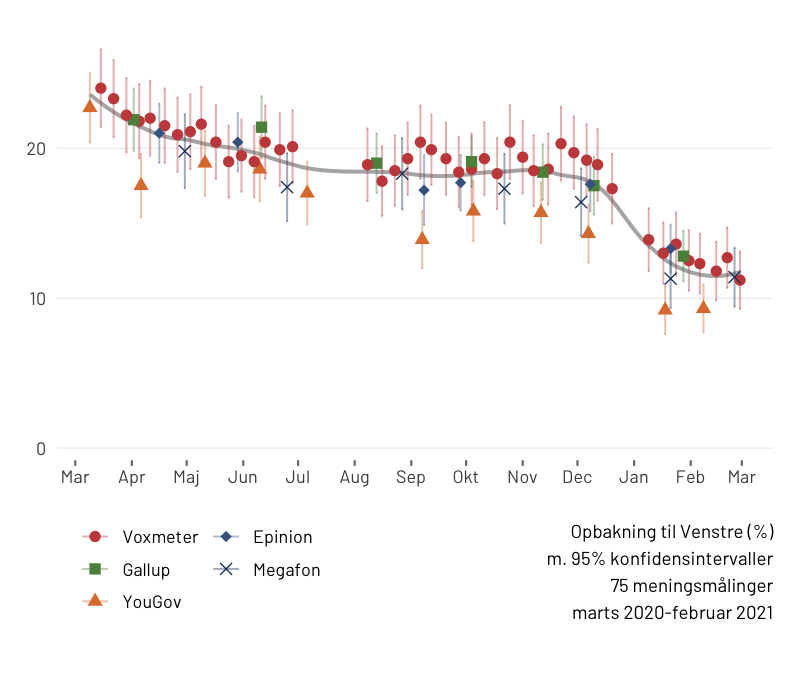 20
10
0
Mar Apr Maj Jun Jul Aug Sep Okt Nov Dec Jan Feb Mar
Voxmeter Epinion
Gallup Megafon
YouGov
Opbakning til Venstre (%)
m. 95% konfidensintervaller
75 meningsmålinger
marts 2020-februar 2021